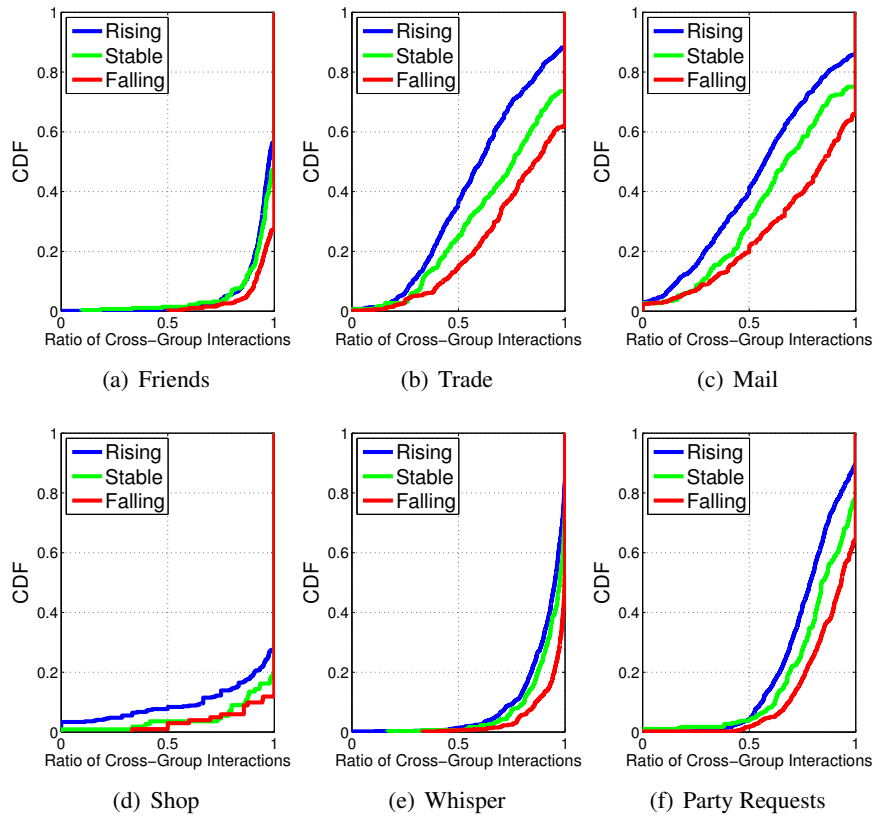 1
0.8
0.6
0.4
0.2
0
CDF
Rising
Stable
Falling
0 0.5 1
Ratio of Cross-Group Interactions
(a) Friends
1
0.8
0.6
0.4
0.2
0
CDF
Rising
Stable
Falling
0 0.5 1
Ratio of Cross-Group Interactions
(b) Trade
1
0.8
0.6
0.4
0.2
0
CDF
Rising
Stable
Falling
0 0.5 1
Ratio of Cross-Group Interactions
(c) Mail
1
0.8
0.6
0.4
0.2
0
CDF
Rising
Stable
Falling
0 0.5 1
Ratio of Cross-Group Interactions
(d) Shop
1
0.8
0.6
0.4
0.2
0
CDF
Rising
Stable
Falling
0 0.5 1
Ratio of Cross-Group Interactions
(e) Whisper
1
0.8
0.6
0.4
0.2
0
CDF
Rising
Stable
Falling
0 0.5 1
Ratio of Cross-Group Interactions
(f) Party Requests